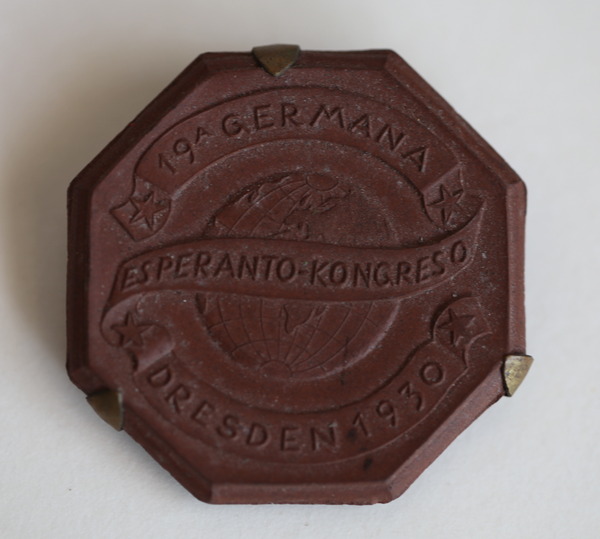 19A GERMANA
ESPERANTO-KONGRESO
DRESDEN 1930